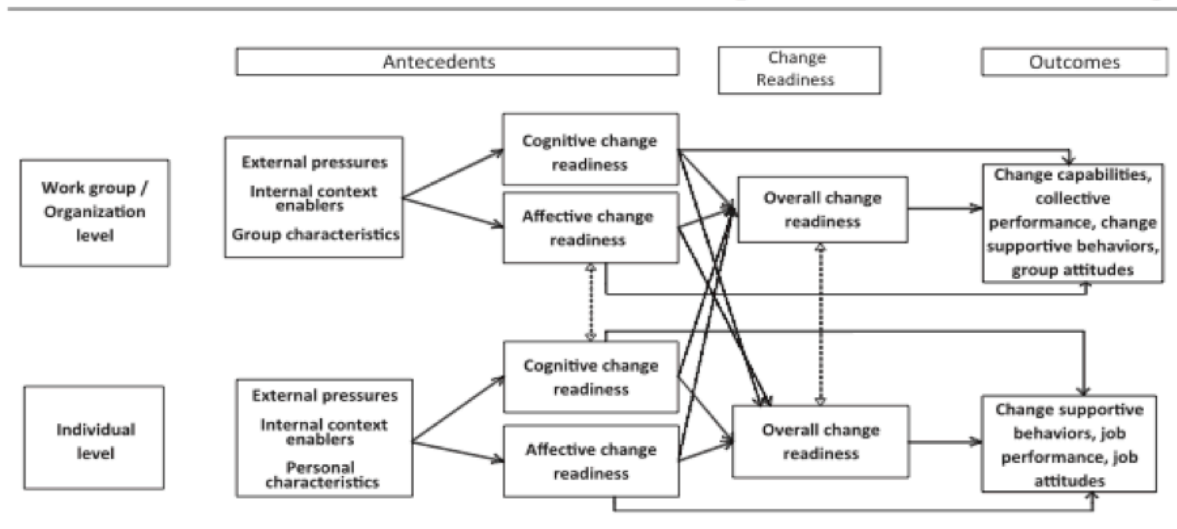 Antecedents
Change
Readiness
Outcomes
Work group /
Organization
level
External pressures
Internal context
enablers
Group characteristics
Cognitive change
readiness
Affective change
readiness
Overall change
readiness
Change capabilities,
collective
performance, change
supportive behaviors,
group attitudes
Individual
level
External pressures
Internal context
enablers
Personal
characteristics
Cognitive change
readiness
Affective change
readiness
Overall change
readiness
Change supportive
behaviors, job
performance, job
attitudes